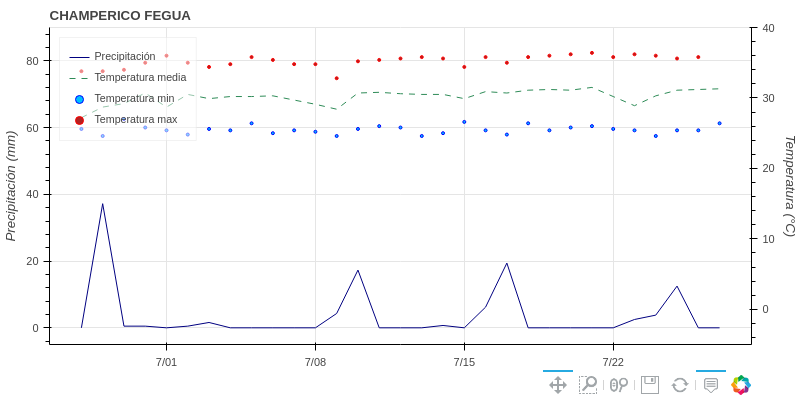 CHAMPERICO FEGUA
Precipitación
Temperatura media
Temperatura min
Temperatura max
Precipitación (mm)
80
60
40
20
0
Temperatura (°C)
40
30
20
10
0
7/01
7/08
7/15
7/22